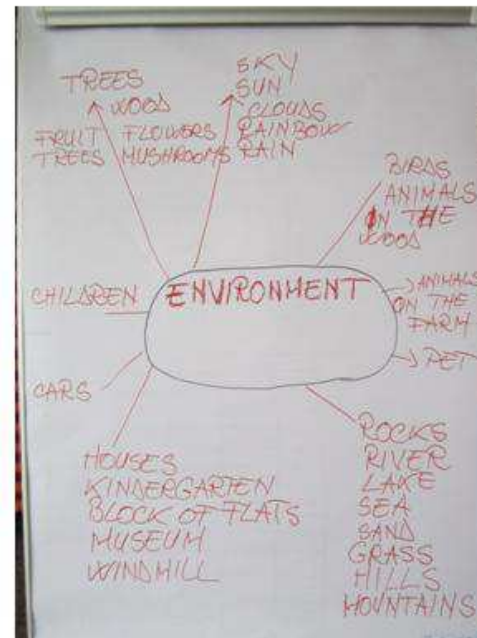 TREES
WOOD
FRUIT FLOWERS
TREES MUSHROOMS
SKY
SUN
CLOUDS
RAINBOW
RAIN
BIRDS
ANIMALS
IN THE
WOOD
CHILDREN
ENVIRONMENT
ANIMALS
ON THE
FARM
PET
CARS
HOUSES
KINDERGARTEN
BLOCK OF FLATS
MUSEUM
WINDMILL
ROCKS
RIVER
LAKE
SEA
SAND
GRASS
HILLS
MOUNTAINS